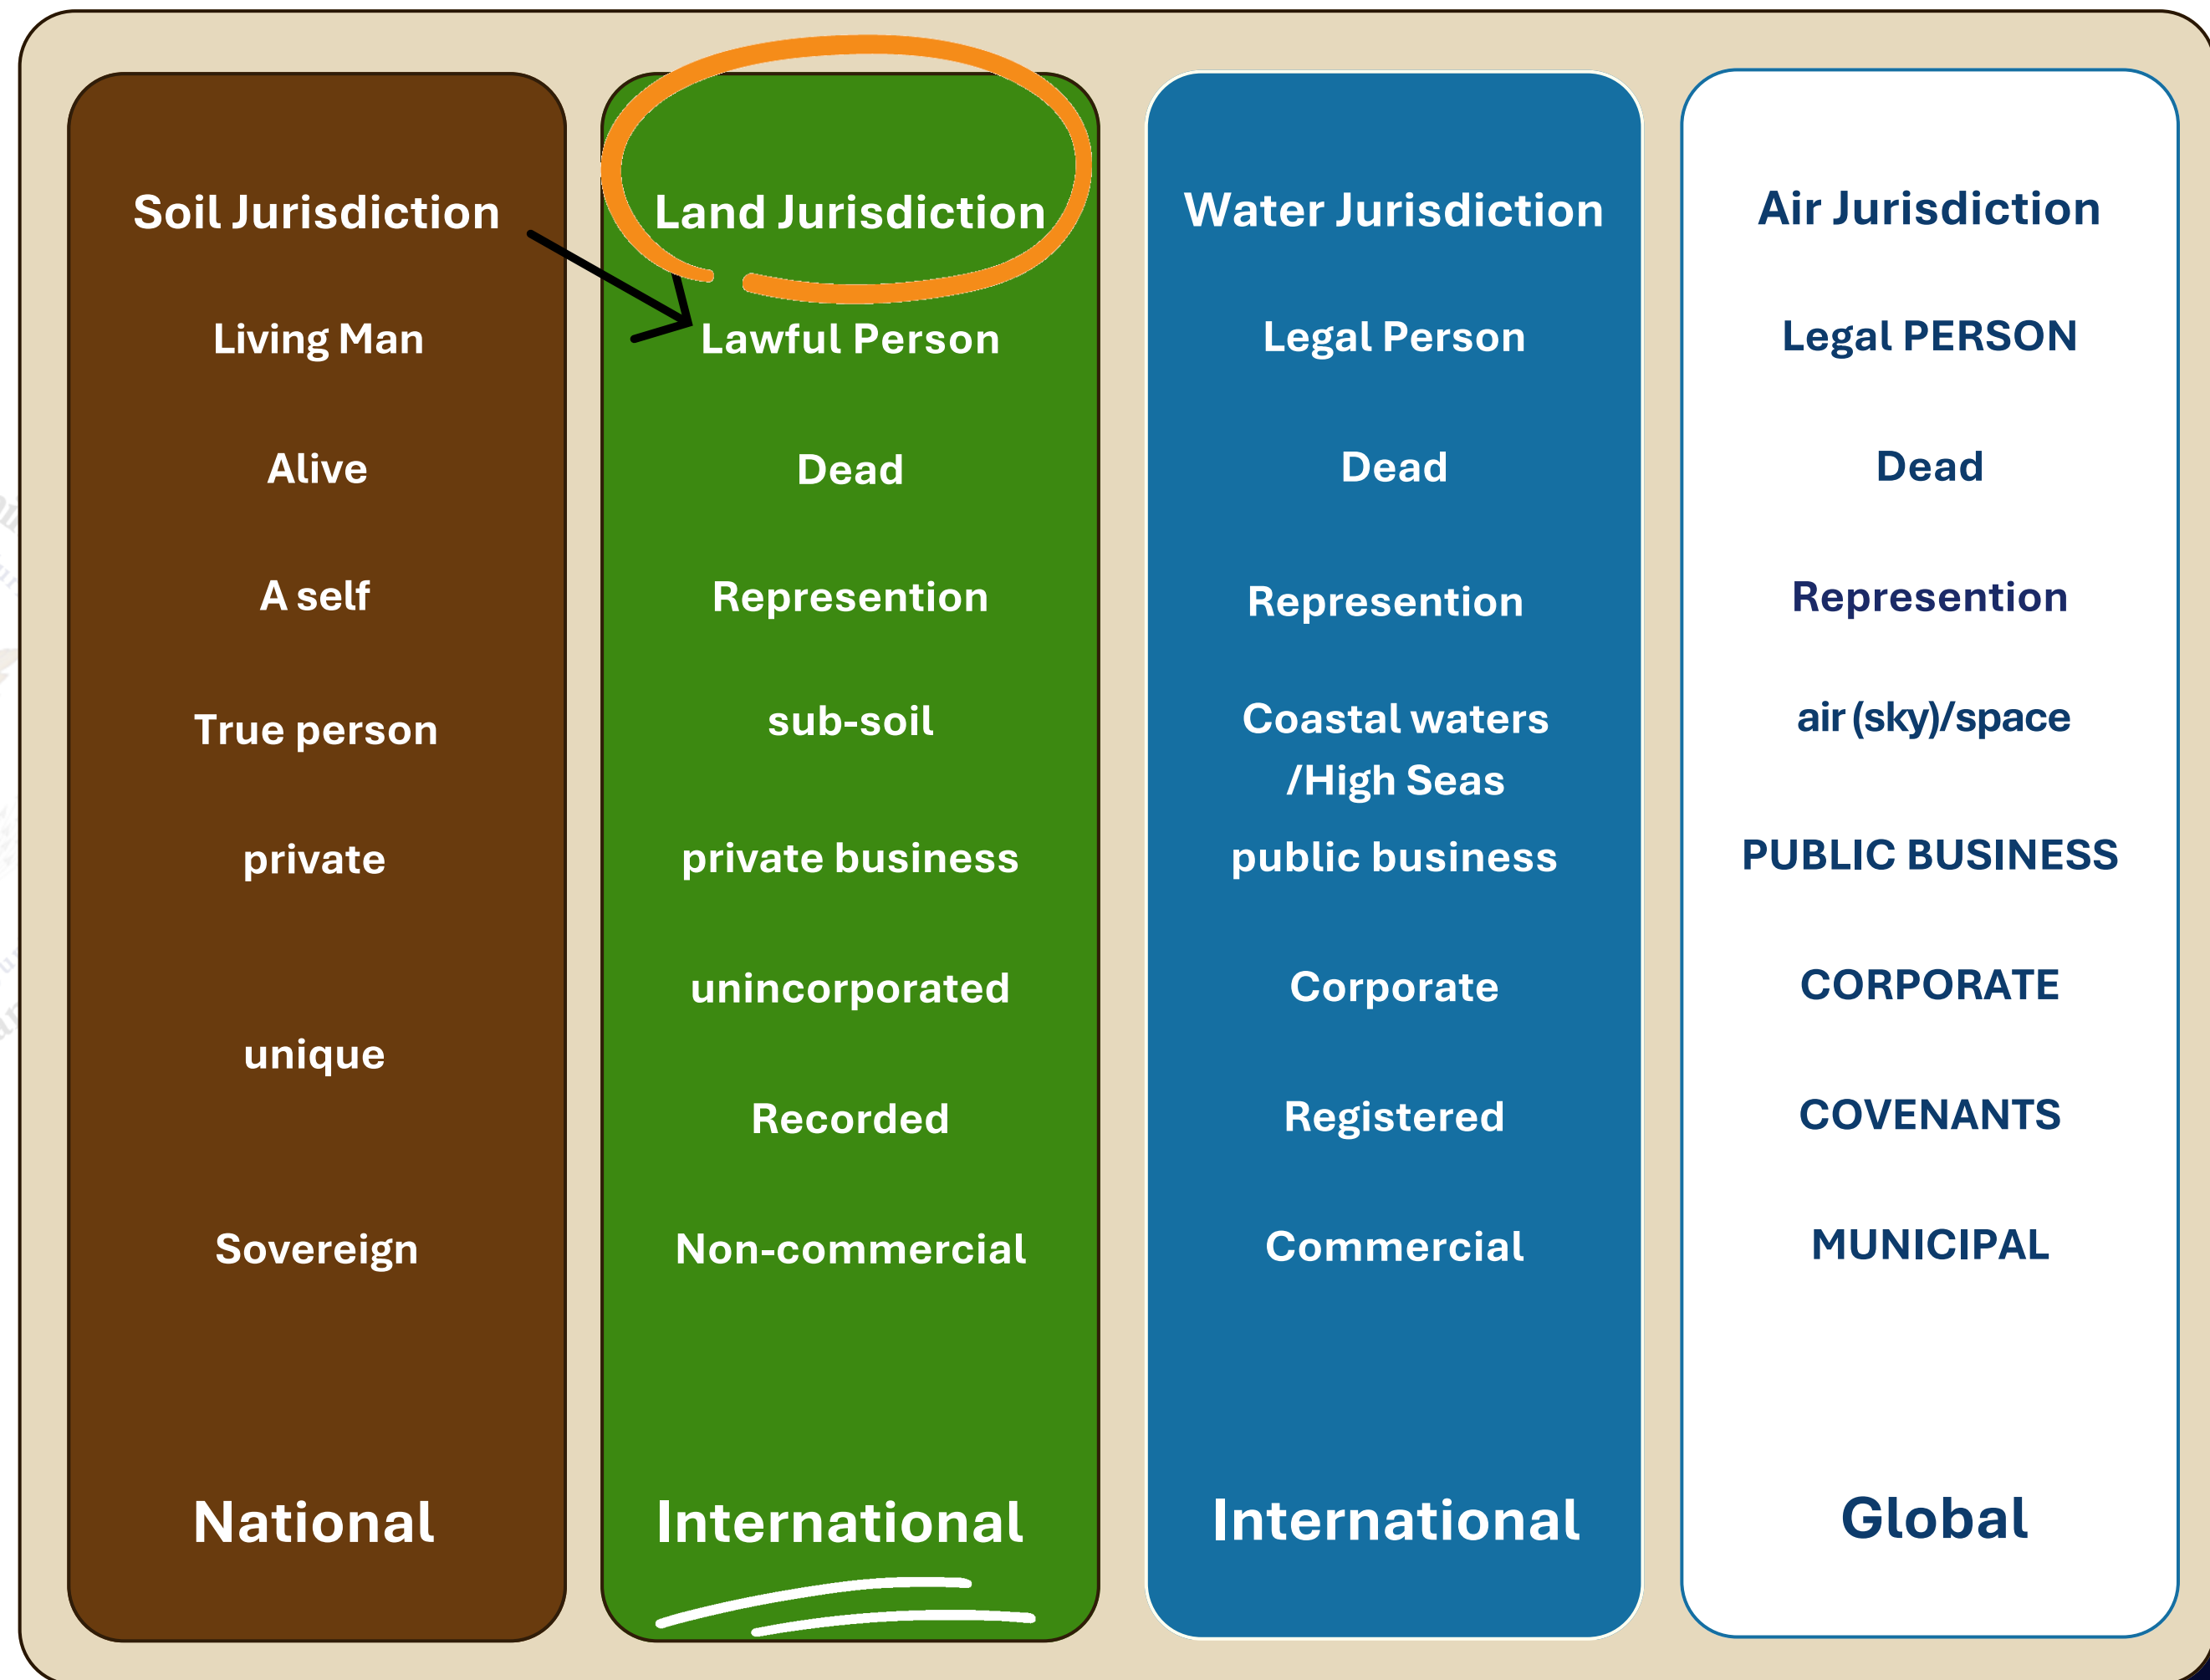 Soil Jurisdiction
Living Man
Alive
A self
True person
private
unique
Sovereign
National
Land Jurisdiction
Lawful Person
Dead
Represention
sub-soil
private business
unincorporated
Recorded
Non-commercial
International
Water Jurisdiction
Legal Person
Dead
Represention
Coastal waters
/High Seas
public business
Corporate
Registered
Commercial
International
Air Jurisdiction
Legal PERSON
Dead
Represention
air(sky)/space
PUBLIC BUSINESS
CORPORATE
COVENANTS
MUNICIPAL
Global